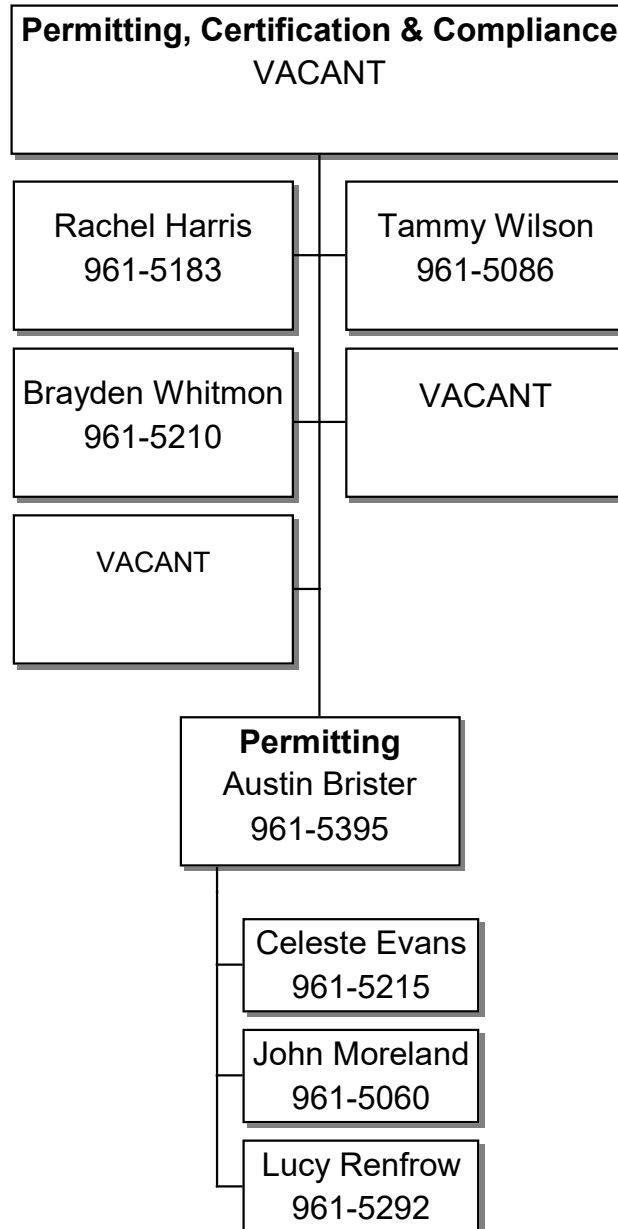 Permitting, Certification & Compliance
VACANT
Rachel Harris
961-5183
Tammy Wilson
961-5086
Brayden Whitmon
961-5210
VACANT
VACANT
Permitting
Austin Brister
961-5395
Celeste Evans
961-5215
John Moreland
961-5060
Lucy Renfrow
961-5292